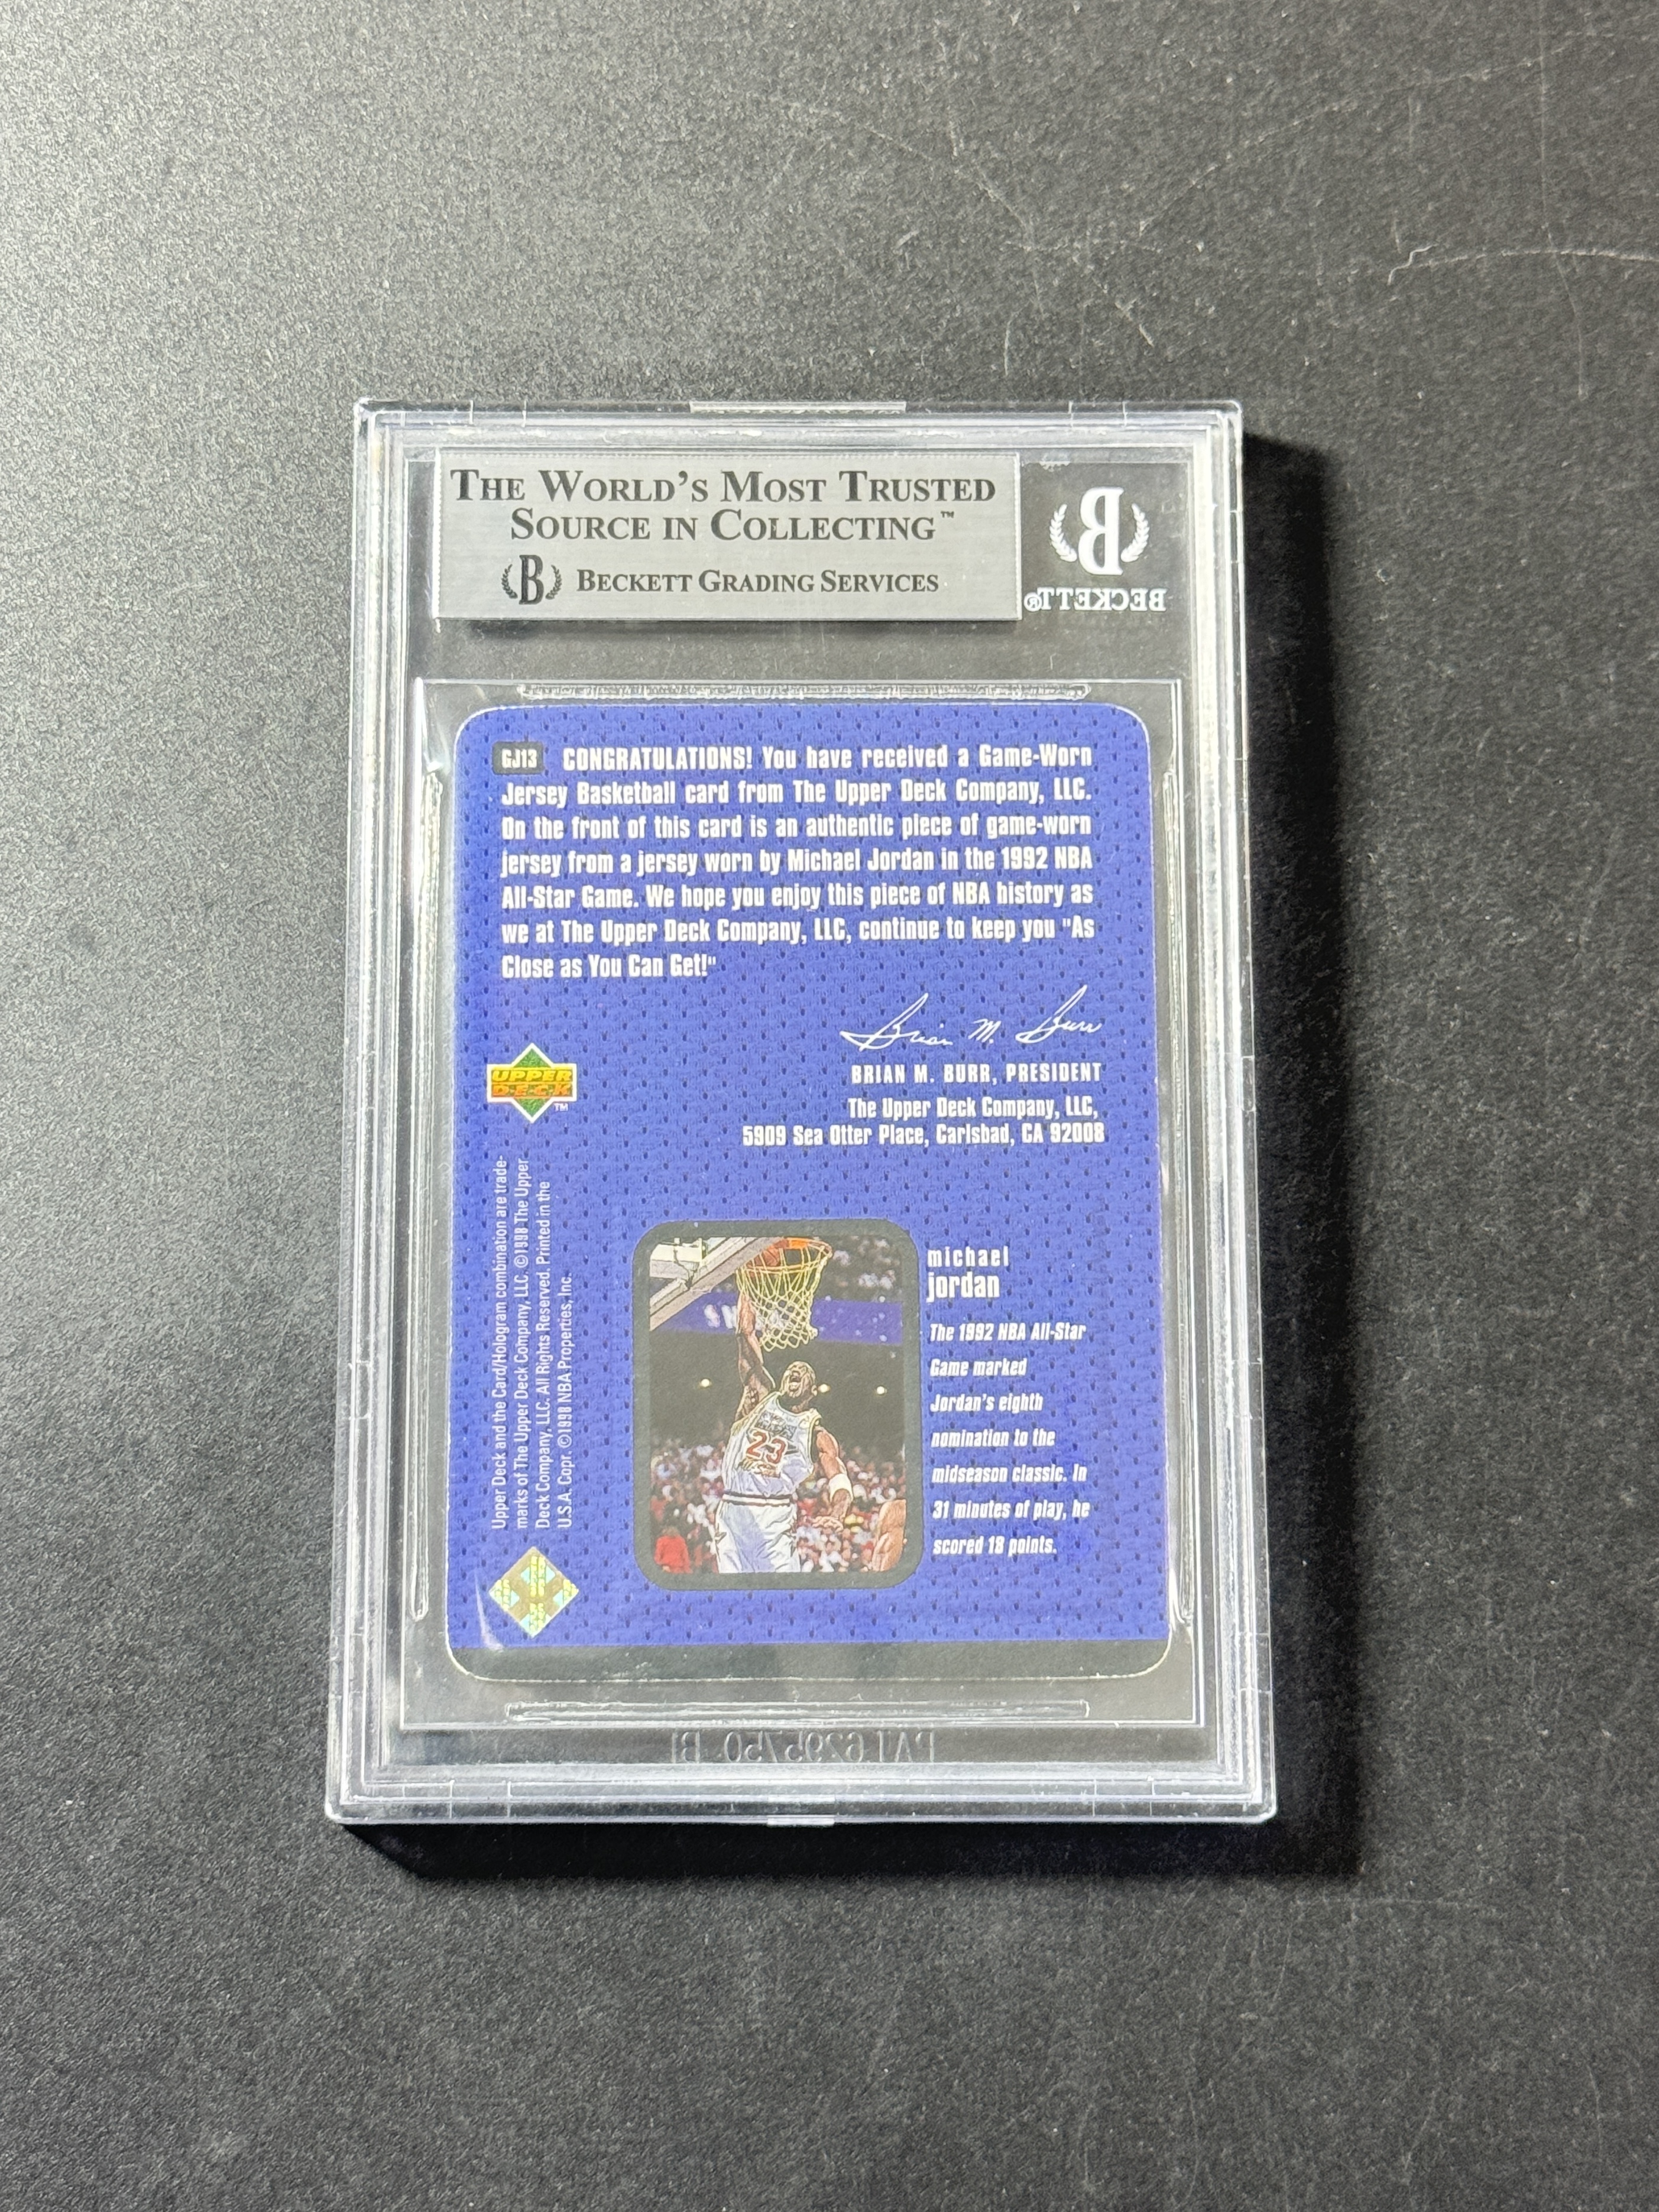 THE WORLD'S MOST TRUSTED
SOURCE IN COLLECTING™
B BECKETT GRADING SERVICES
B
BECKETT®
GJ13 CONGRATULATIONS! You have received a Game-Worn
Jersey Basketball card from The Upper Deck Company, LLC.
On the front of this card is an authentic piece of game-worn
jersey from a jersey worn by Michael Jordan in the 1992 NBA
All-Star Game. We hope you enjoy this piece of NBA history as
we at The Upper Deck Company, LLC, continue to keep you "As
Close as You Can Get!"
Brian M. Burr
BRIAN M. BURR, PRESIDENT
The Upper Deck Company, LLC,
5909 Sea Otter Place, Carlsbad, CA 92008
UPPER
DECK™
Upper Deck and the Card/Hologram combination are trade-
marks of The Upper Deck Company, LLC. ©1998 The Upper
Deck Company, LLC. All Rights Reserved. Printed in the
U.S.A. Copr. ©1998 NBA Properties, Inc.
23
michael
jordan
The 1992 NBA All-Star
Game marked
Jordan's eighth
nomination to the
midseason classic. In
31 minutes of play, he
scored 18 points.